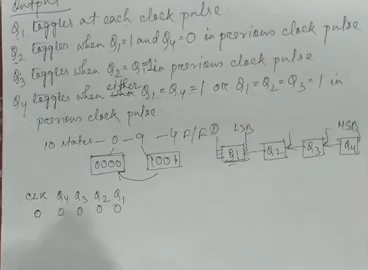 Output
Q1 toggles at each clock pulse
Q2 toggles when Q1=1 and Q4=0 in previous clock pulse
Q3 toggles when Q2=Q1=1 in previous clock pulse
Q4 toggles when either Q1=Q4=1 or Q1=Q2=Q3=1 in
previous clock pulse
10 states - 0 - 9 - 4 F/F
LSB MSB
Q1 Q2 Q3 Q4
0000 1001
CLK Q4 Q3 Q2 Q1
0 0 0 0 0